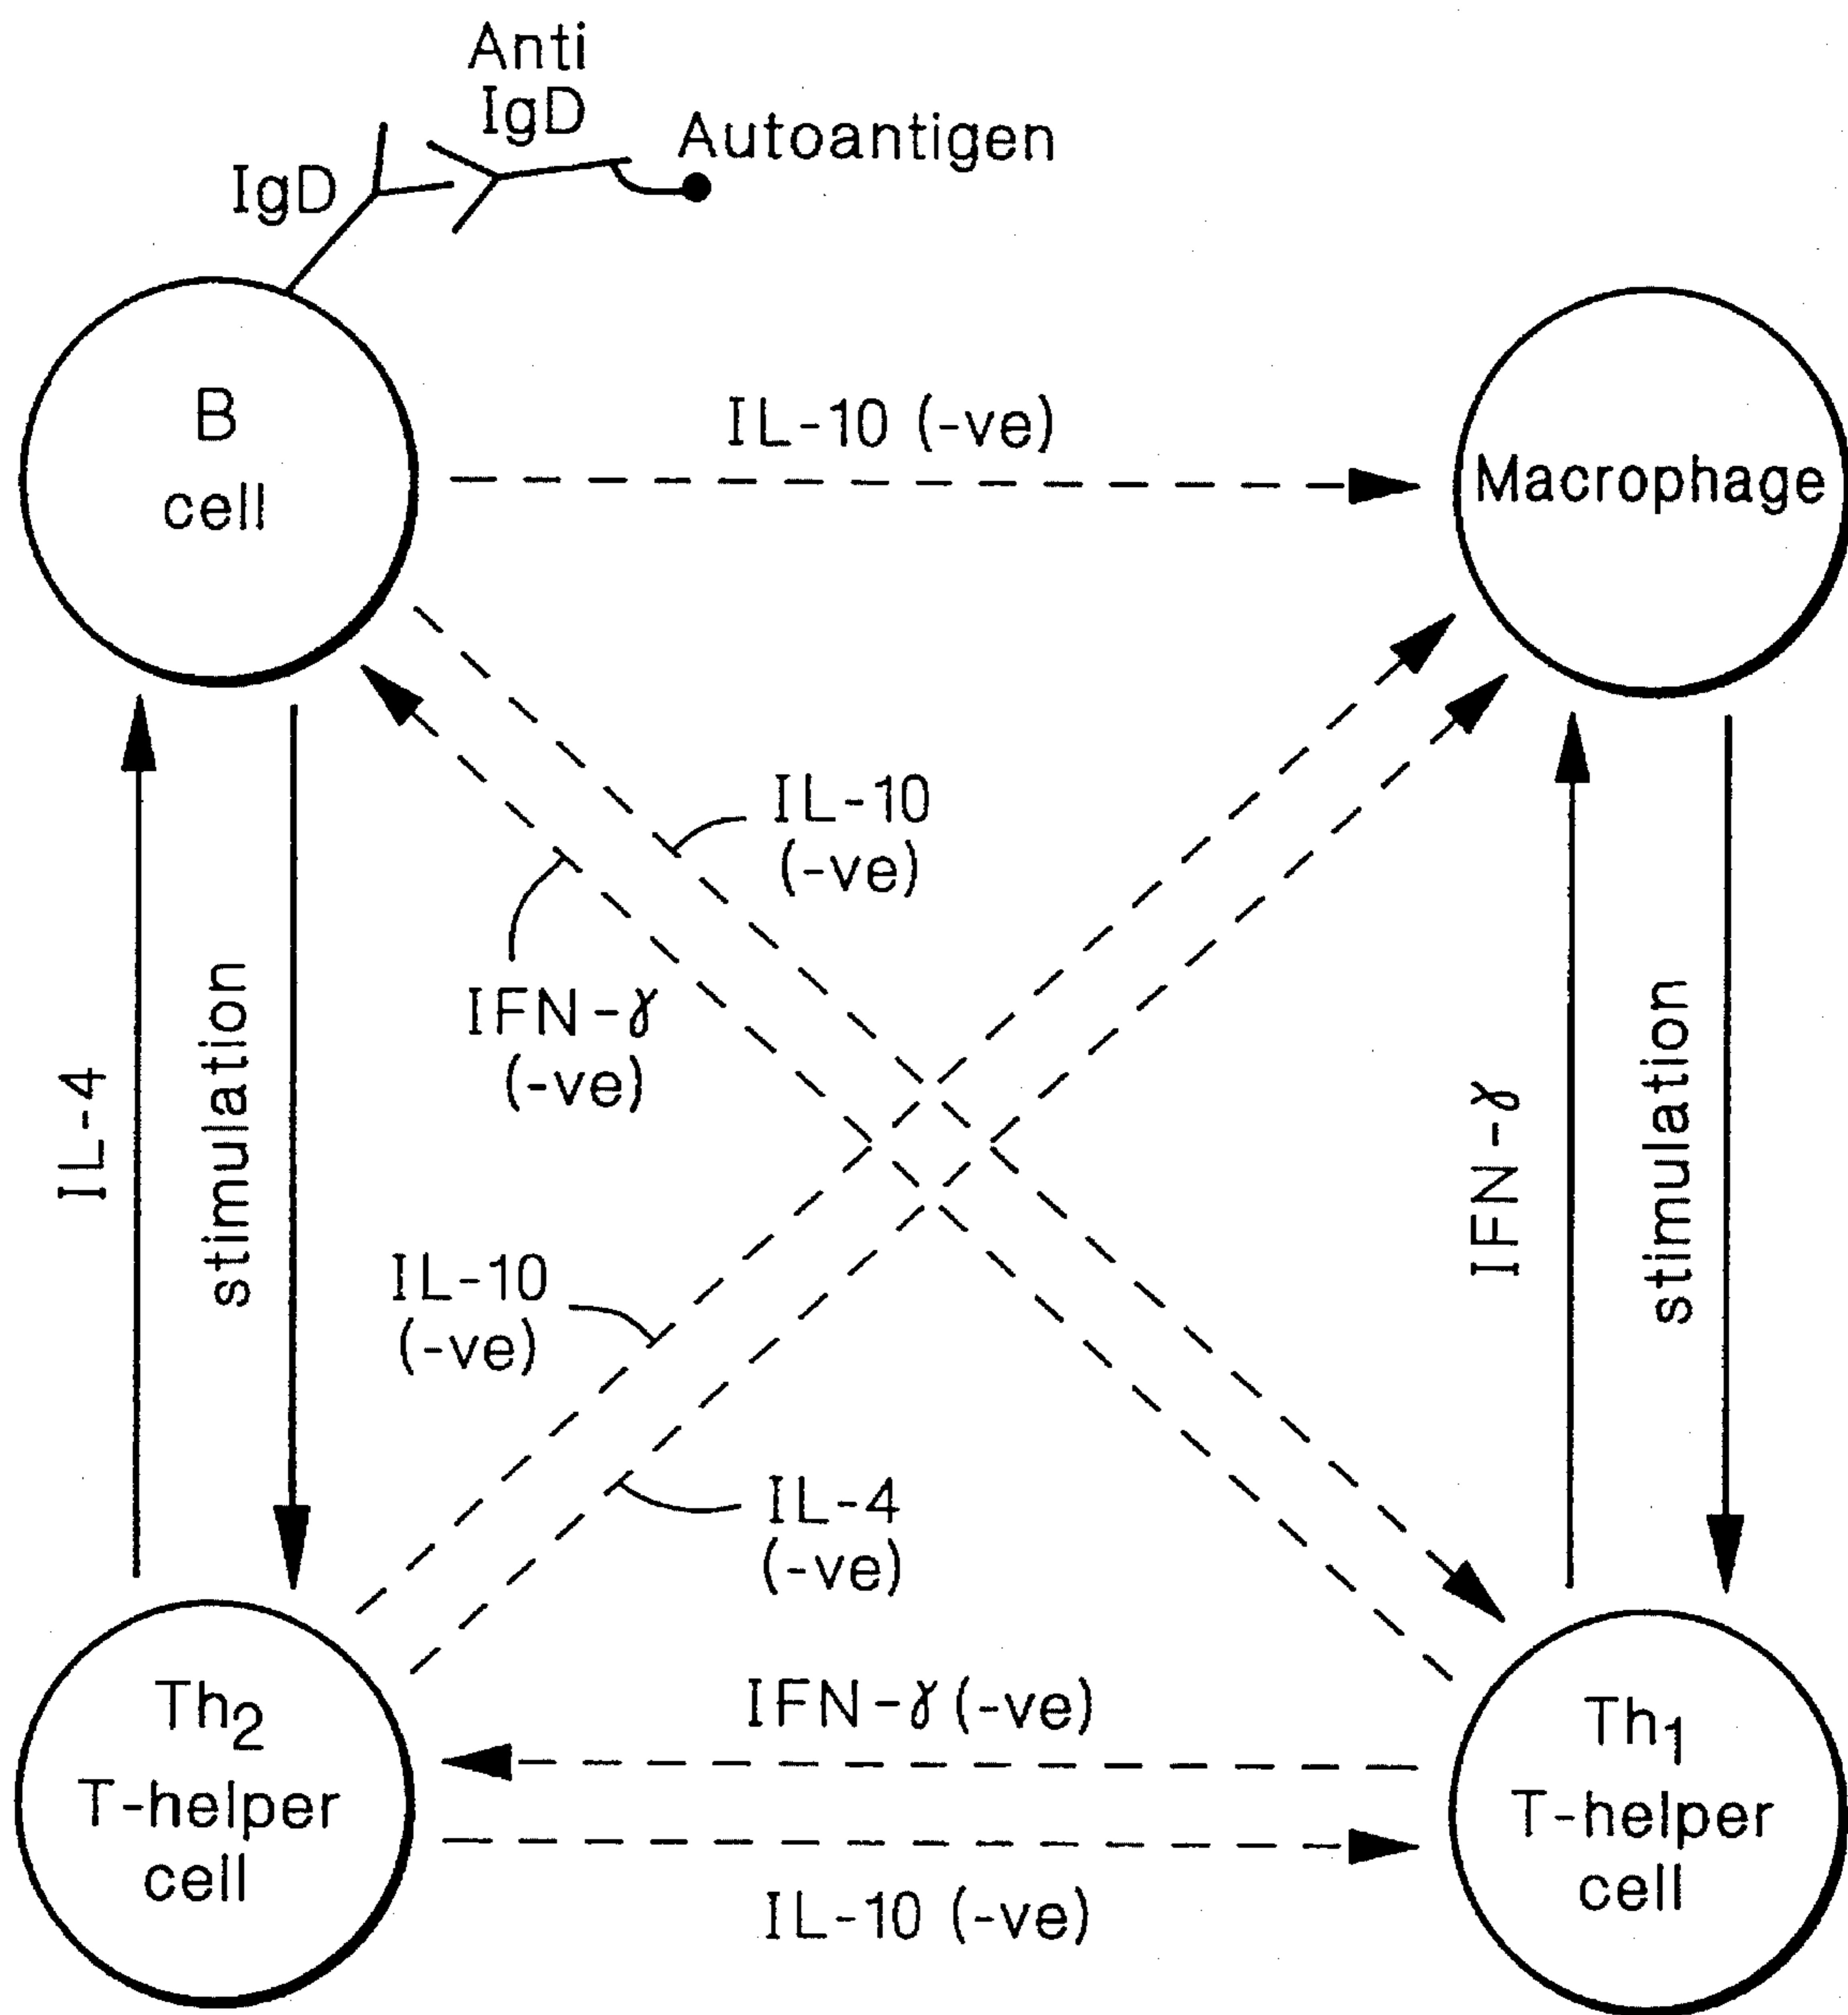 Anti
IgD
IgD
Autoantigen
B
cell
IL-10 (-ve)
Macrophage
IL-10
(-ve)
IFN-ɣ
(-ve)
IL-4
stimulation
IFN-ɣ
stimulation
IL-10
(-ve)
IL-4
(-ve)
Th2
T-helper
cell
IFN-ɣ (-ve)
IL-10 (-ve)
Th1
T-helper
cell